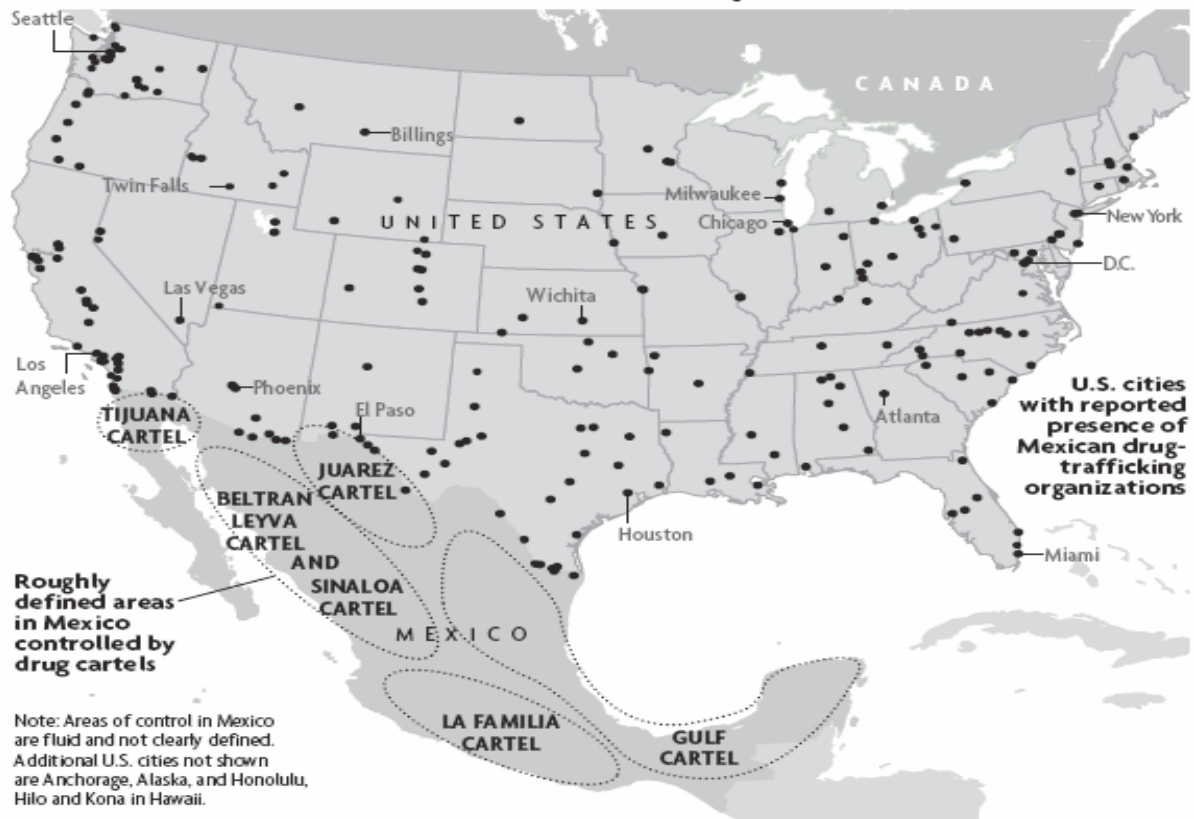 Seattle
CANADA
Billings
Twin Falls
Milwaukee
UNITED STATES
Chicago
New York
D.C.
Las Vegas
Wichita
Los
Angeles
Phoenix
El Paso
Atlanta
U.S. cities
with reported
presence of
Mexican drug-
trafficking
organizations
TIJUANA
CARTEL
JUAREZ
CARTEL
BELTRAN
LEYVA
CARTEL
AND
SINALOA
CARTEL
Houston
Miami
Roughly
defined areas
in Mexico
controlled by
drug cartels
MEXICO
LA FAMILIA
CARTEL
GULF
CARTEL
Note: Areas of control in Mexico
are fluid and not clearly defined.
Additional U.S. cities not shown
are Anchorage, Alaska, and Honolulu,
Hilo and Kona in Hawaii.